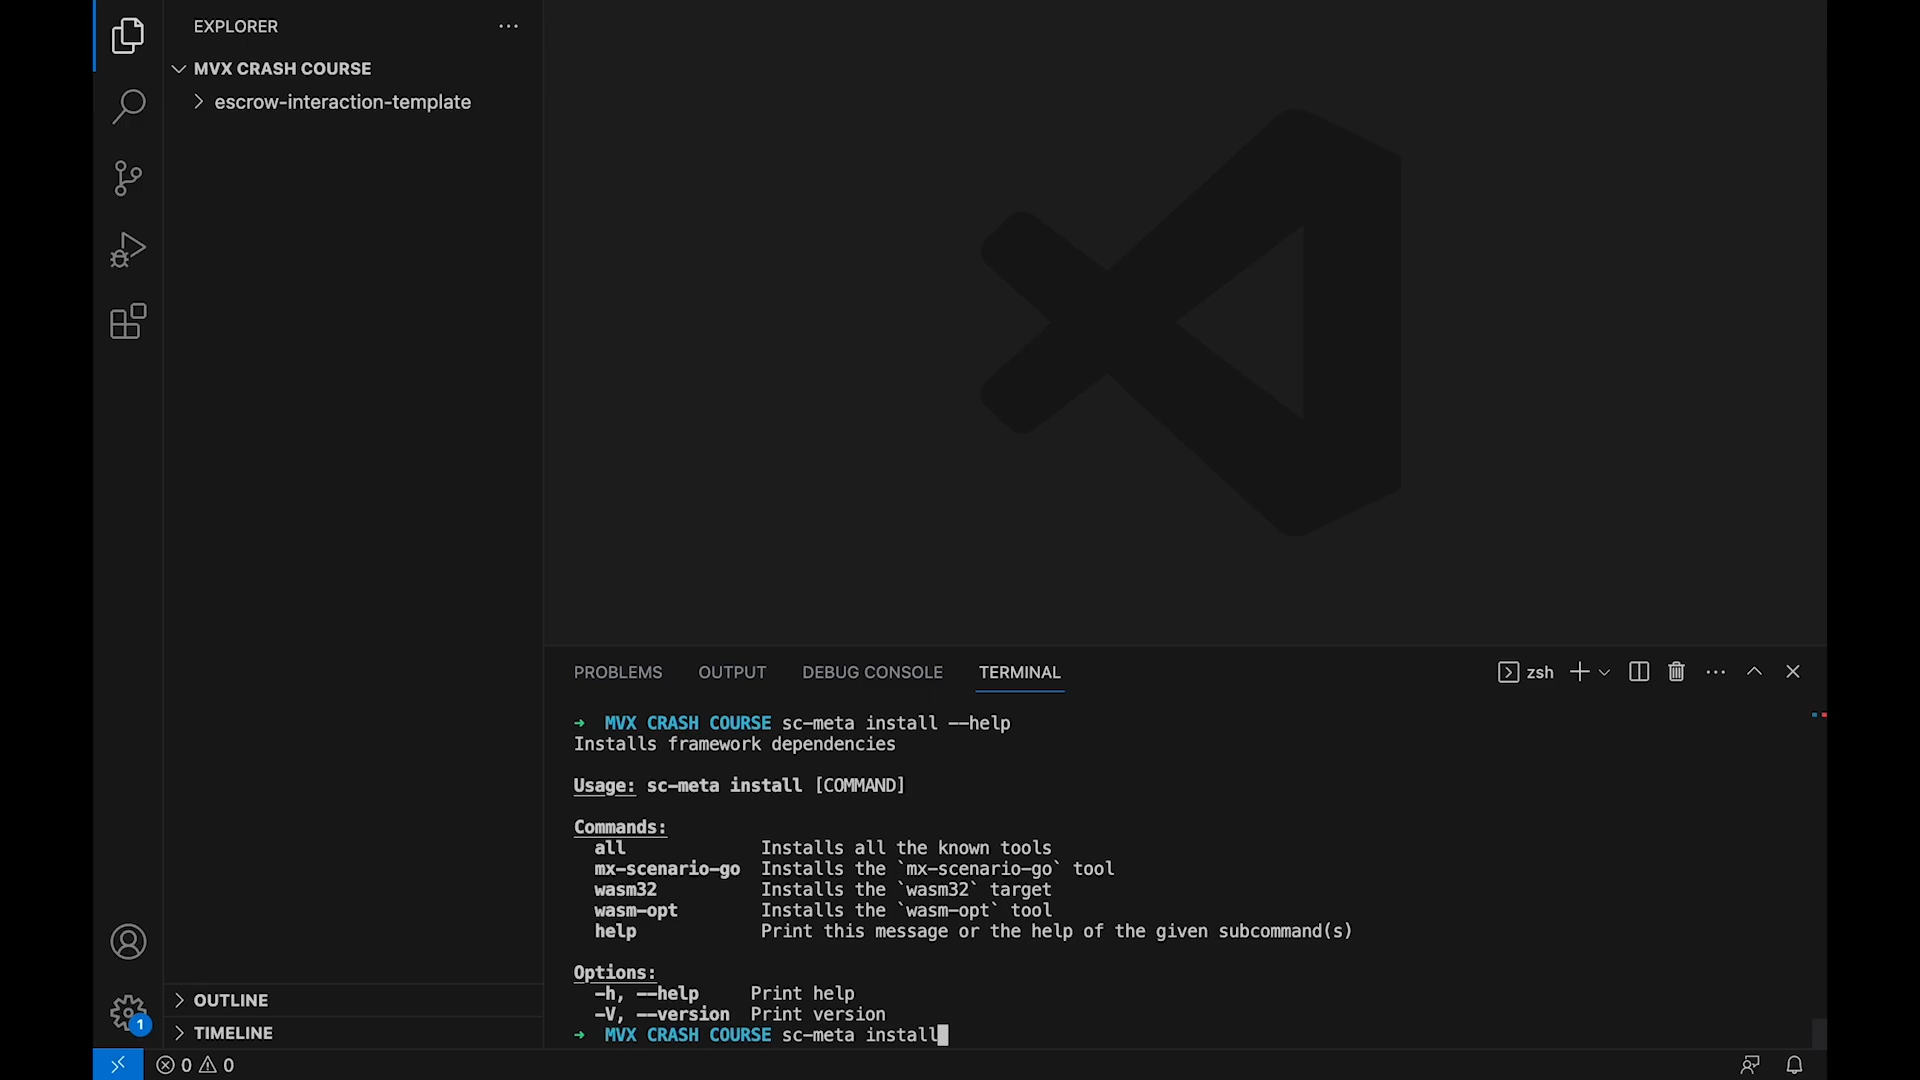 EXPLORER
MVX CRASH COURSE
escrow-interaction-template
OUTLINE
TIMELINE
1
0 0
PROBLEMS OUTPUT DEBUG CONSOLE TERMINAL
zsh
➜ MVX CRASH COURSE sc-meta install --help
Installs framework dependencies
Usage: sc-meta install [COMMAND]
Commands:
all Installs all the known tools
mx-scenario-go Installs the `mx-scenario-go` tool
wasm32 Installs the `wasm32` target
wasm-opt Installs the `wasm-opt` tool
help Print this message or the help of the given subcommand(s)
Options:
-h, --help Print help
-V, --version Print version
➜ MVX CRASH COURSE sc-meta install